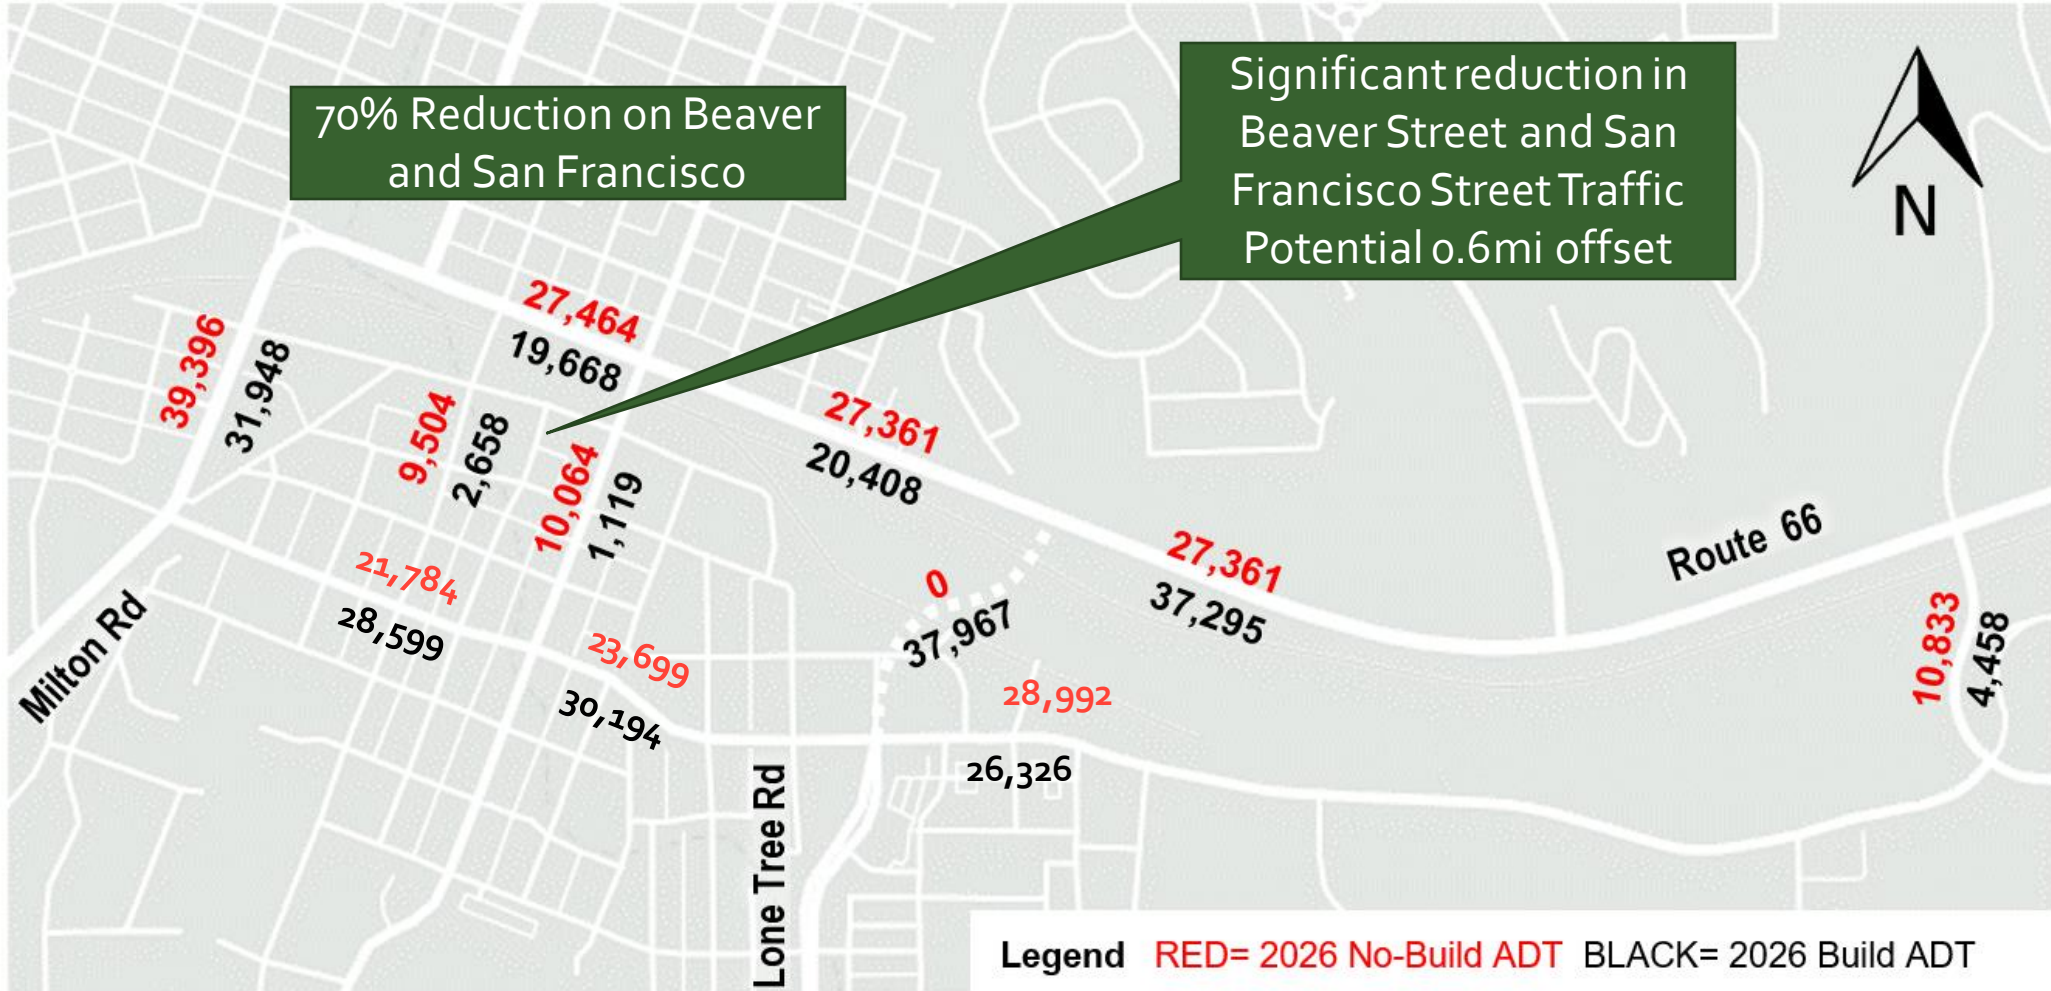 70% Reduction on Beaver
and San Francisco
Significant reduction in
Beaver Street and San
Francisco Street Traffic
Potential 0.6mi offset
N
27,464
19,668
39,396
31,948
9,504
2,658
10,064
1,119
27,361
20,408
27,361
37,295
Route 66
21,784
28,599
0
37,967
23,699
30,194
28,992
26,326
10,833
4,458
Milton Rd
Lone Tree Rd
Legend RED= 2026 No-Build ADT BLACK= 2026 Build ADT